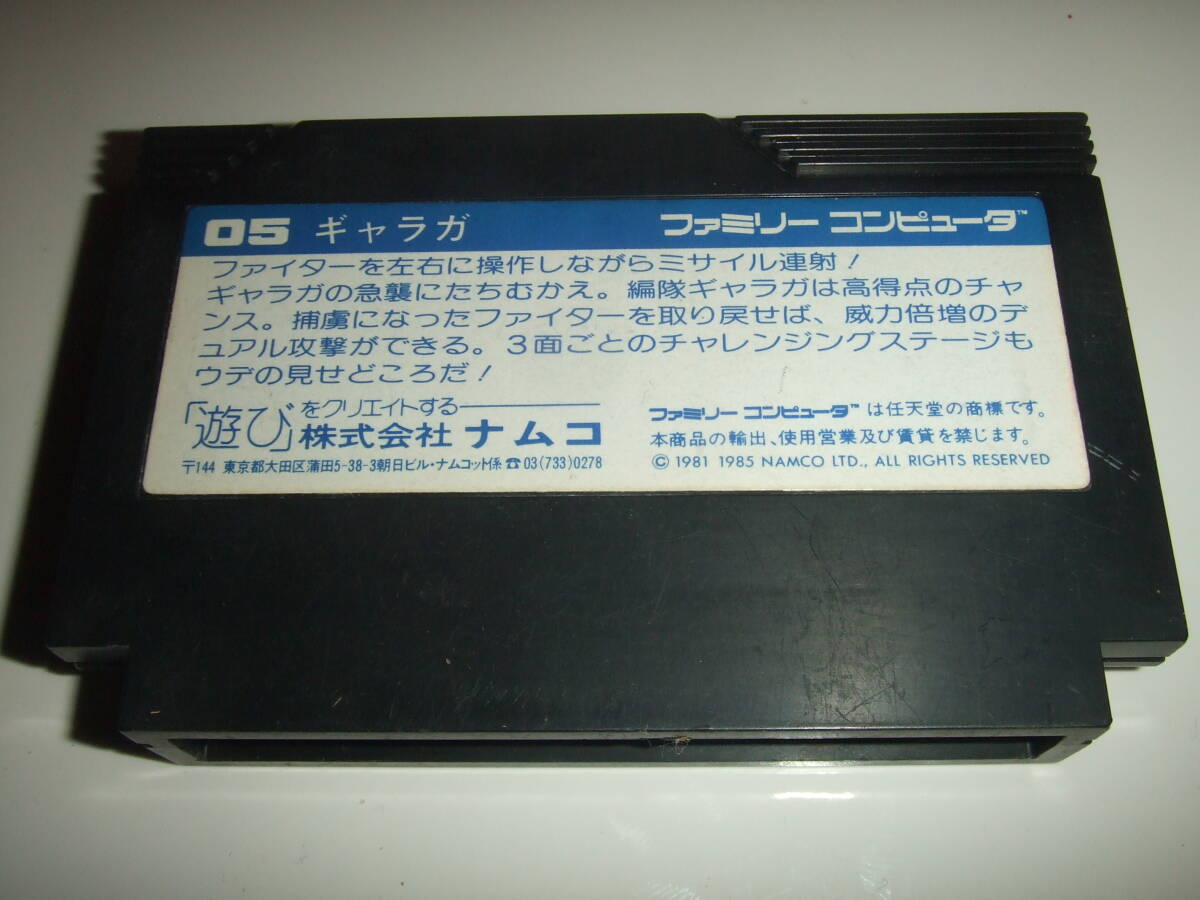 05 ギャラガ ファミリー コンピュータ™
ファイターを左右に操作しながらミサイル連射！
ギャラガの急襲にたちむかえ。編隊ギャラガは高得点のチャ
ンス。捕虜になったファイターを取り戻せば、威力倍増のデ
ュアル攻撃ができる。3面ごとのチャレンジングステージも
ウデの見せどころだ！
「遊び」をクリエイトする
株式会社 ナムコ
〒144 東京都大田区蒲田5-38-3朝日ビル・ナムコット係 ☎03(733)0278
ファミリー コンピュータ™ は任天堂の商標です。
本商品の輸出、使用営業及び賃貸を禁じます。
© 1981 1985 NAMCO LTD., ALL RIGHTS RESERVED